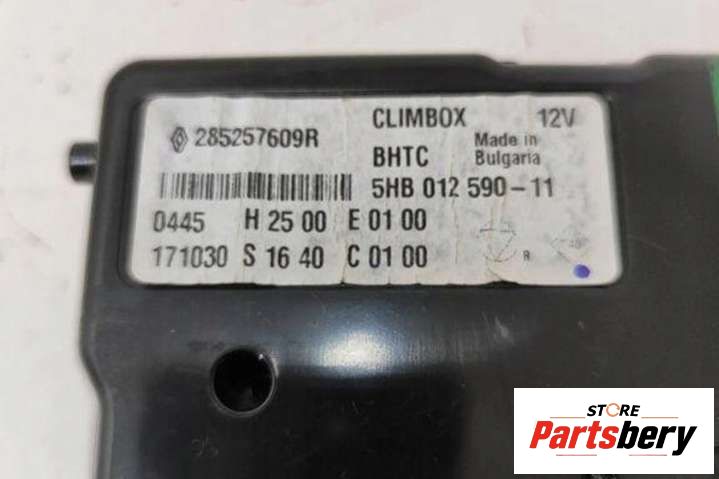 285257609R
CLIMBOX 12V
BHTC Made in Bulgaria
5HB 012 590-11
0445 H 25 00 E 01 00
171030 S 16 40 C 01 00
R
STORE
Partsbery